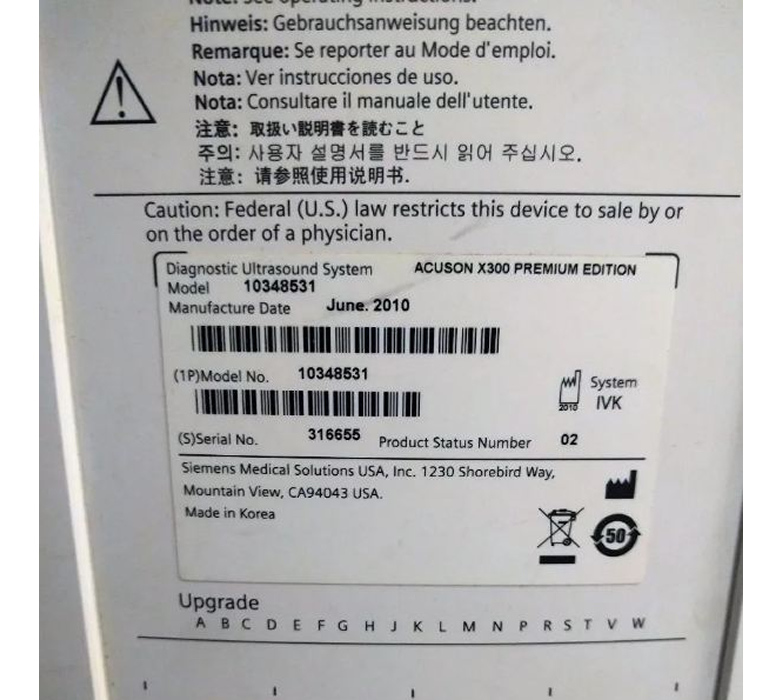 Note: See operating instructions.
Hinweis: Gebrauchsanweisung beachten.
Remarque: Se reporter au Mode d'emploi.
Nota: Ver instrucciones de uso.
Nota: Consultare il manuale dell'utente.
注意: 取扱い説明書を読むこと
주의: 사용자 설명서를 반드시 읽어 주십시오.
注意: 请参照使用说明书.
Caution: Federal (U.S.) law restricts this device to sale by or
on the order of a physician.
Diagnostic Ultrasound System ACUSON X300 PREMIUM EDITION
Model 10348531
Manufacture Date June. 2010
(1P)Model No. 10348531
2010 System
IVK
(S)Serial No. 316655 Product Status Number 02
Siemens Medical Solutions USA, Inc. 1230 Shorebird Way,
Mountain View, CA94043 USA.
Made in Korea
50
Upgrade
A B C D E F G H J K L M N P R S T V W